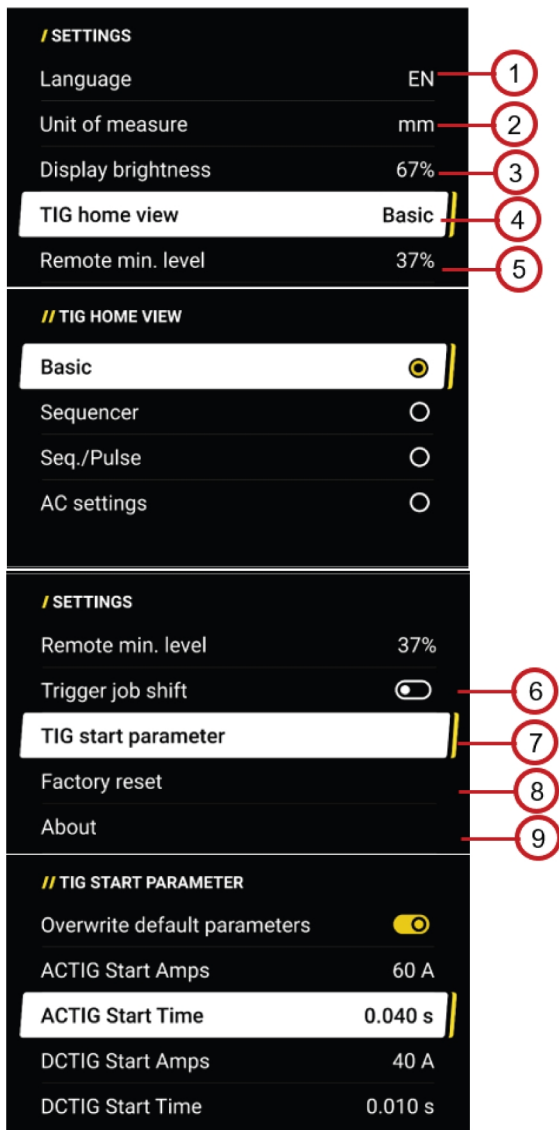 / SETTINGS
Language EN 1
Unit of measure mm 2
Display brightness 67% 3
TIG home view Basic 4
Remote min. level 37% 5
// TIG HOME VIEW
Basic
Sequencer
Seq./Pulse
AC settings
/ SETTINGS
Remote min. level 37%
Trigger job shift 6
TIG start parameter 7
Factory reset 8
About 9
// TIG START PARAMETER
Overwrite default parameters
ACTIG Start Amps 60 A
ACTIG Start Time 0.040 s
DCTIG Start Amps 40 A
DCTIG Start Time 0.010 s